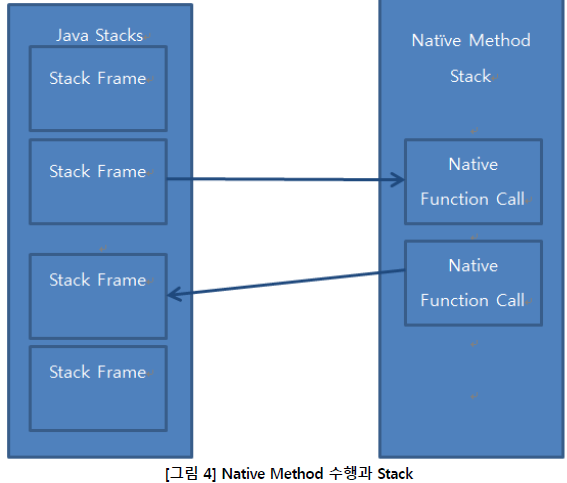 Java Stacks
Stack Frame
Stack Frame
Stack Frame
Stack Frame
Natïve Method
Stack
Native
Function Call
Native
Function Call
[그림 4] Native Method 수행과 Stack